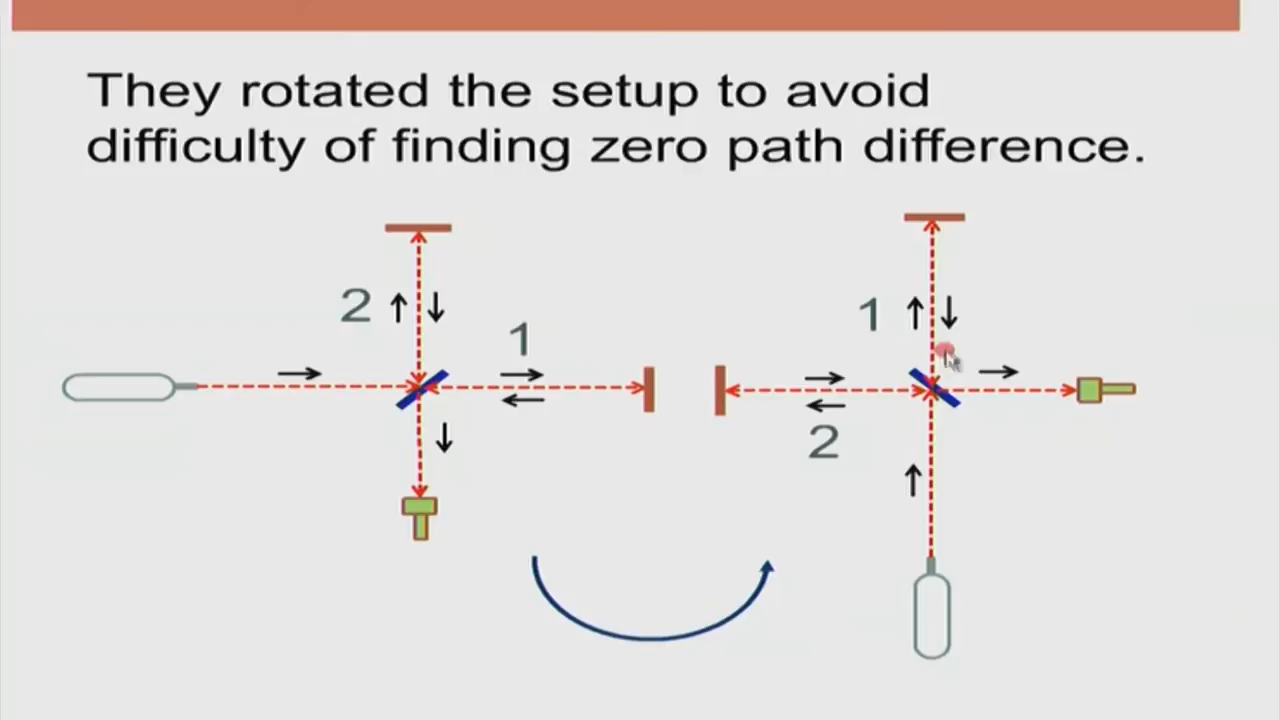 They rotated the setup to avoid
difficulty of finding zero path difference.
2
1
1
2